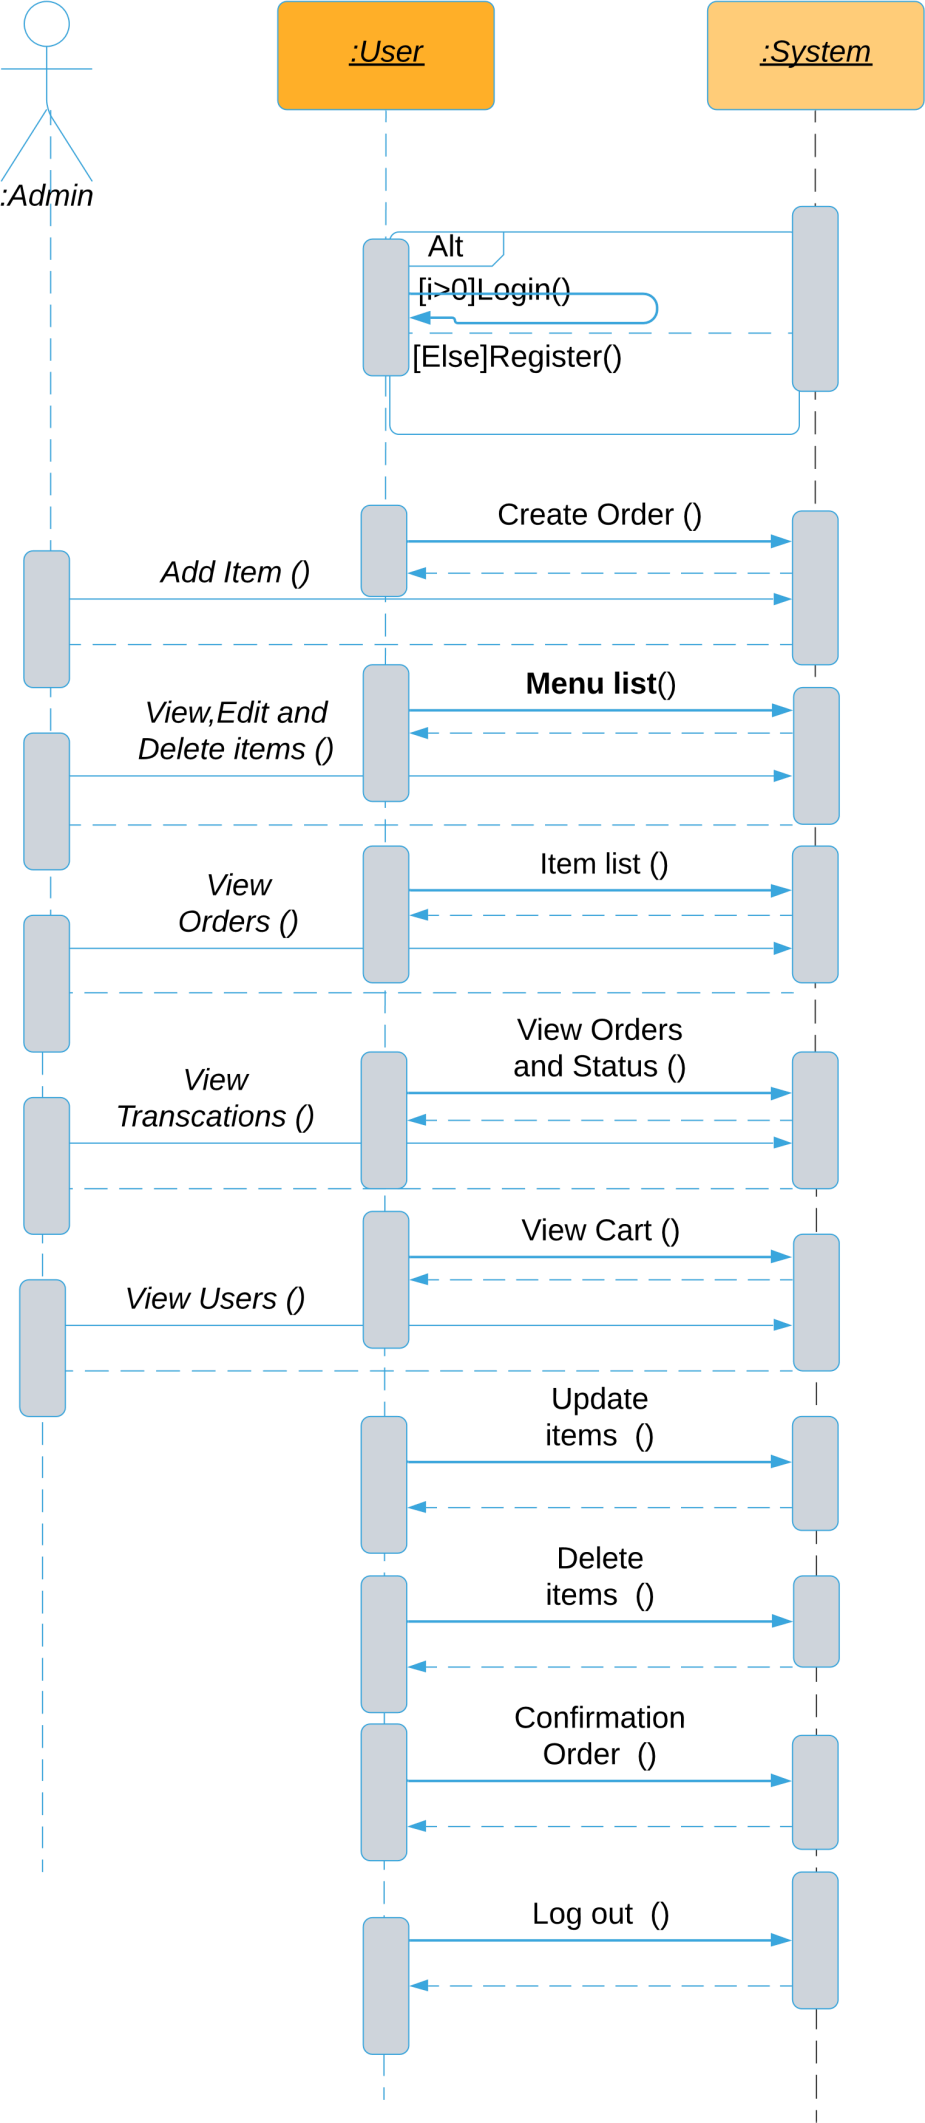 :User
:System
:Admin
Alt
[i>0]Login()
[Else]Register()
Create Order ()
Add Item ()
Menu list()
View,Edit and
Delete items ()
Item list ()
View
Orders ()
View Orders
and Status ()
View
Transcations ()
View Cart ()
View Users ()
Update
items  ()
Delete
items  ()
Confirmation
Order  ()
Log out  ()